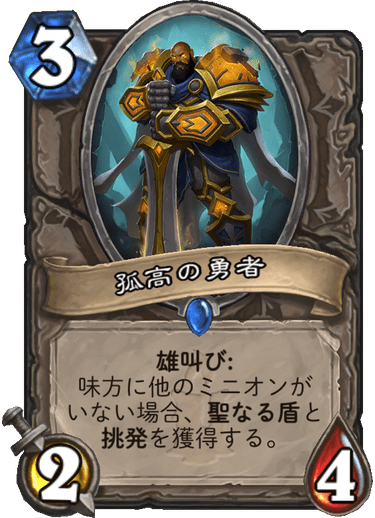 3
孤高の勇者
雄叫び:
味方に他のミニオンが
いない場合、聖なる盾と
挑発を獲得する。
2
4